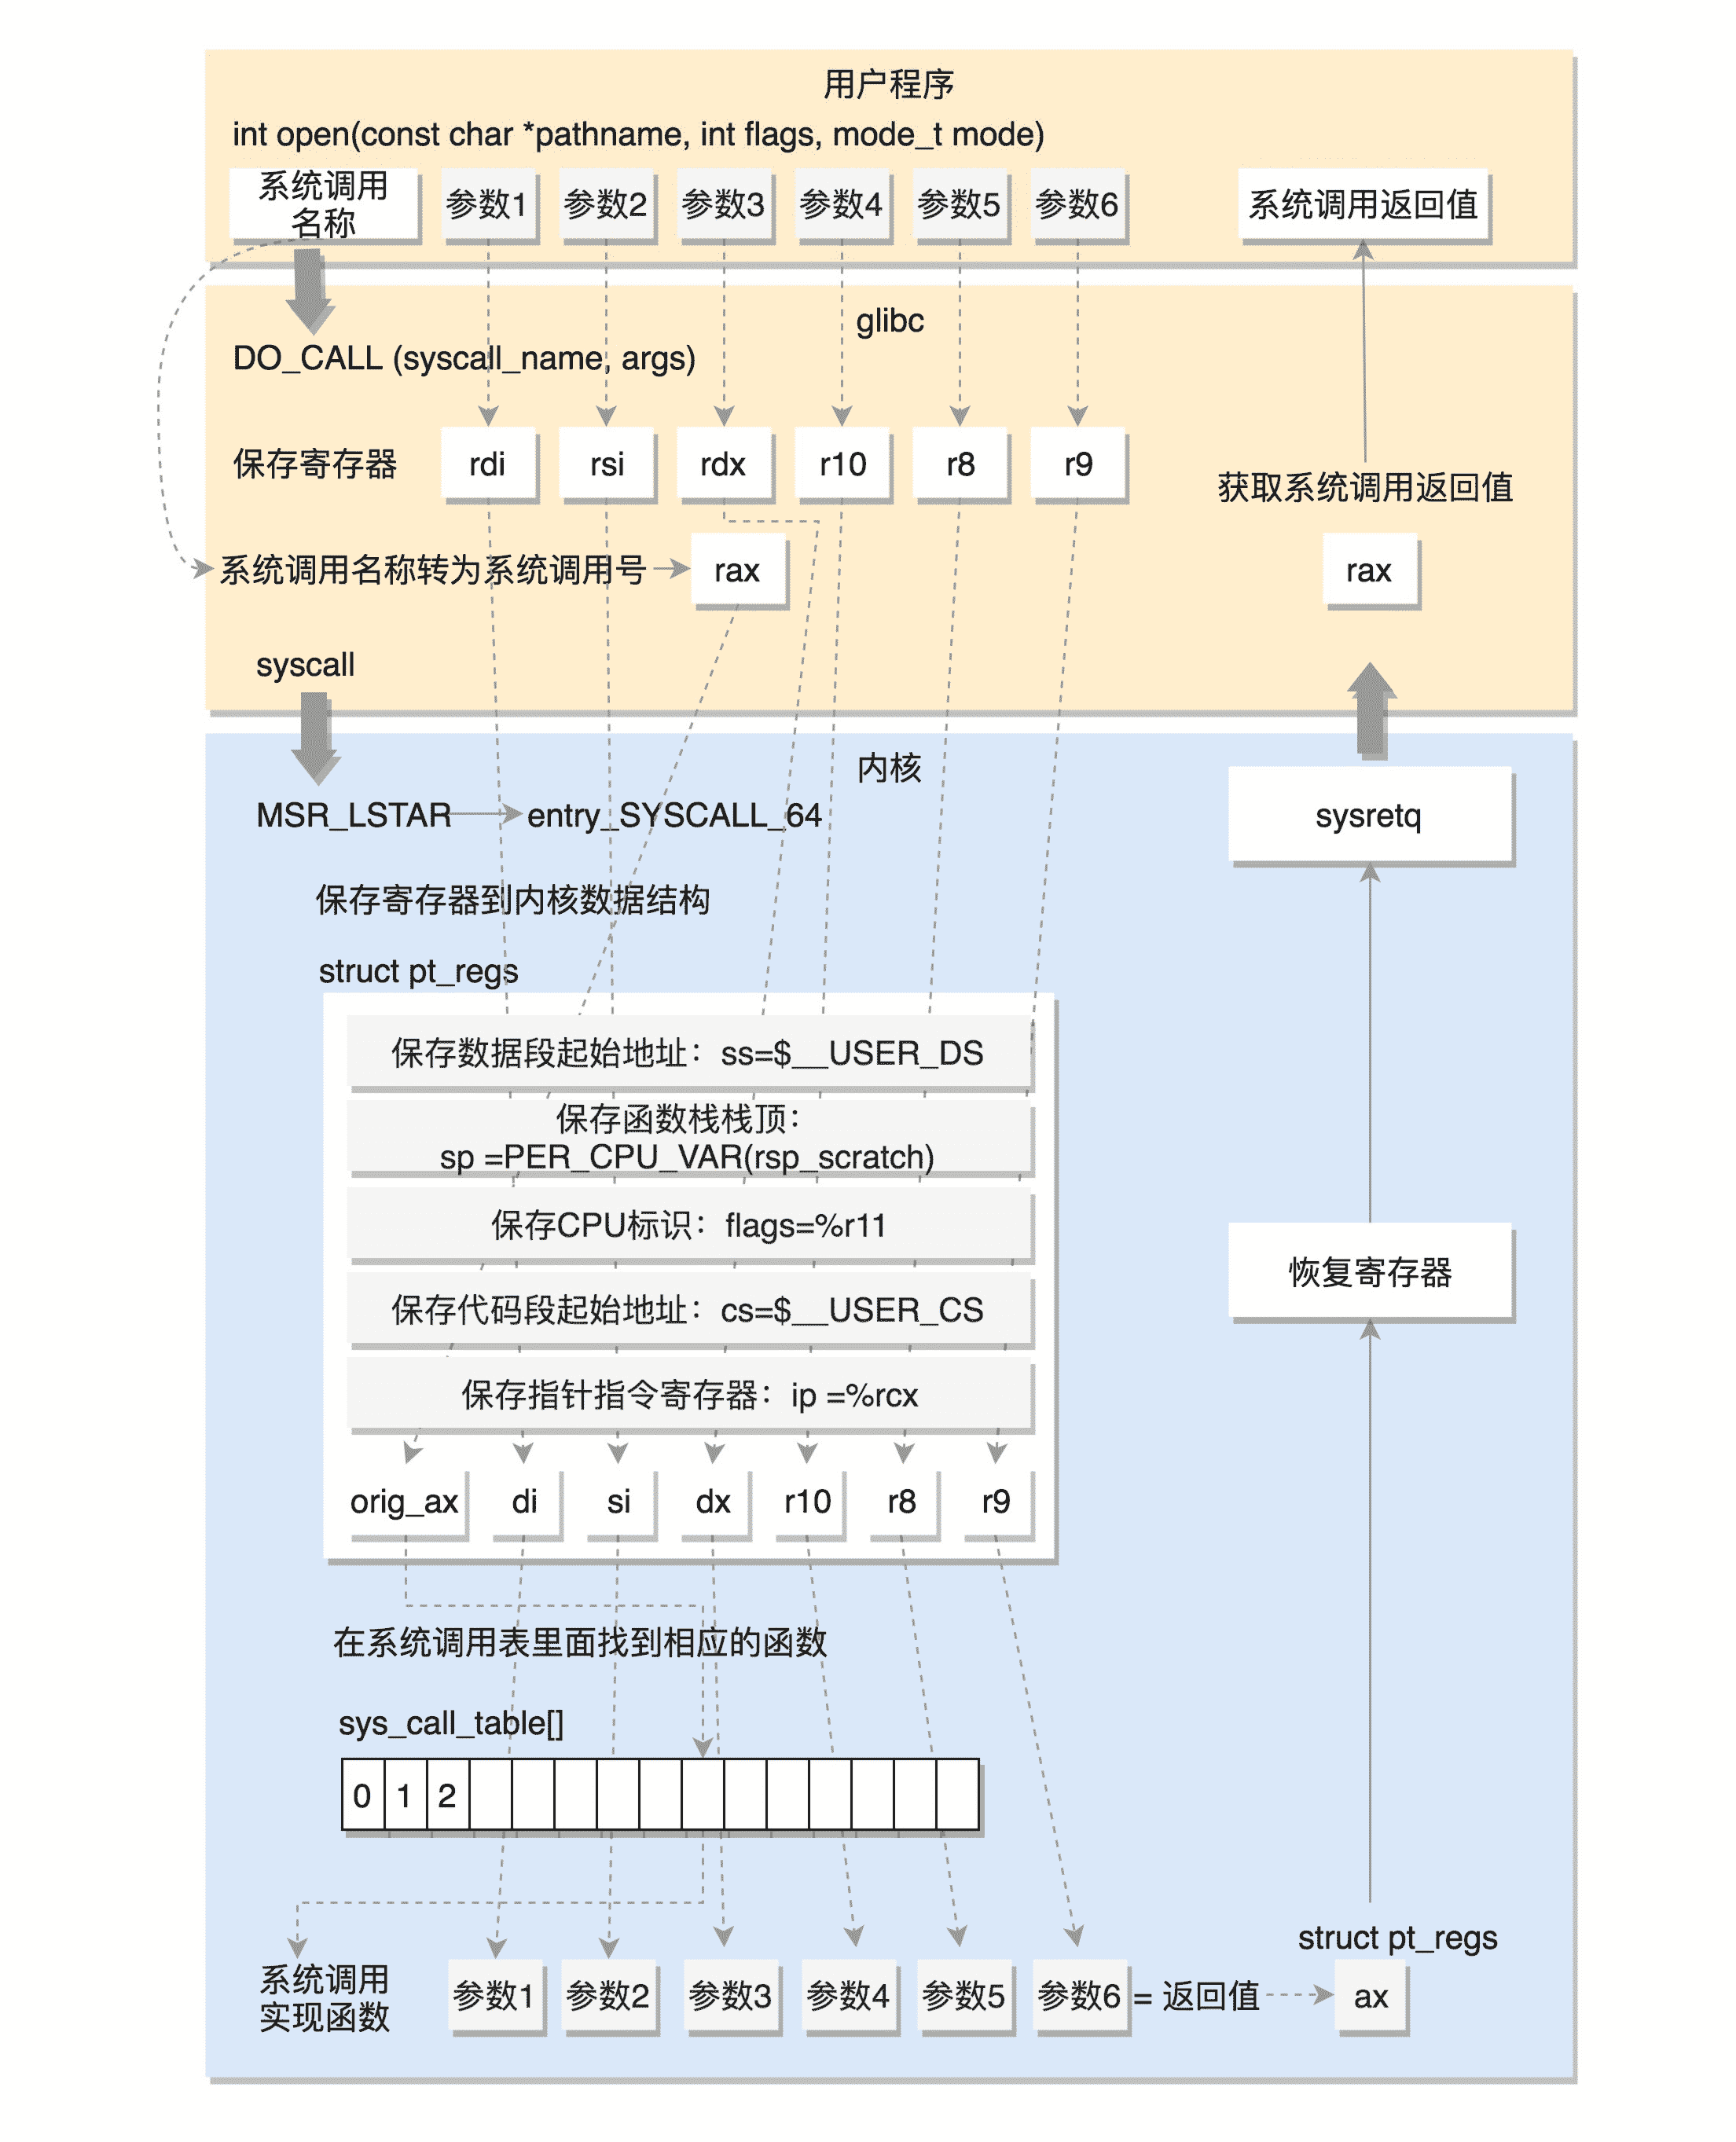 用户程序
int open(const char *pathname, int flags, mode_t mode)
系统调用
名称
参数1
参数2
参数3
参数4
参数5
参数6
系统调用返回值
glibc
DO_CALL (syscall_name, args)
保存寄存器
rdi
rsi
rdx
r10
r8
r9
获取系统调用返回值
系统调用名称转为系统调用号
rax
rax
syscall
内核
MSR_LSTAR
entry_SYSCALL_64
sysretq
保存寄存器到内核数据结构
struct pt_regs
保存数据段起始地址：ss=$__USER_DS
保存函数栈栈顶：
sp =PER_CPU_VAR(rsp_scratch)
保存CPU标识：flags=%r11
恢复寄存器
保存代码段起始地址：cs=$__USER_CS
保存指针指令寄存器：ip =%rcx
orig_ax
di
si
dx
r10
r8
r9
在系统调用表里面找到相应的函数
sys_call_table[]
0
1
2
struct pt_regs
系统调用
实现函数
参数1
参数2
参数3
参数4
参数5
参数6
= 返回值
ax